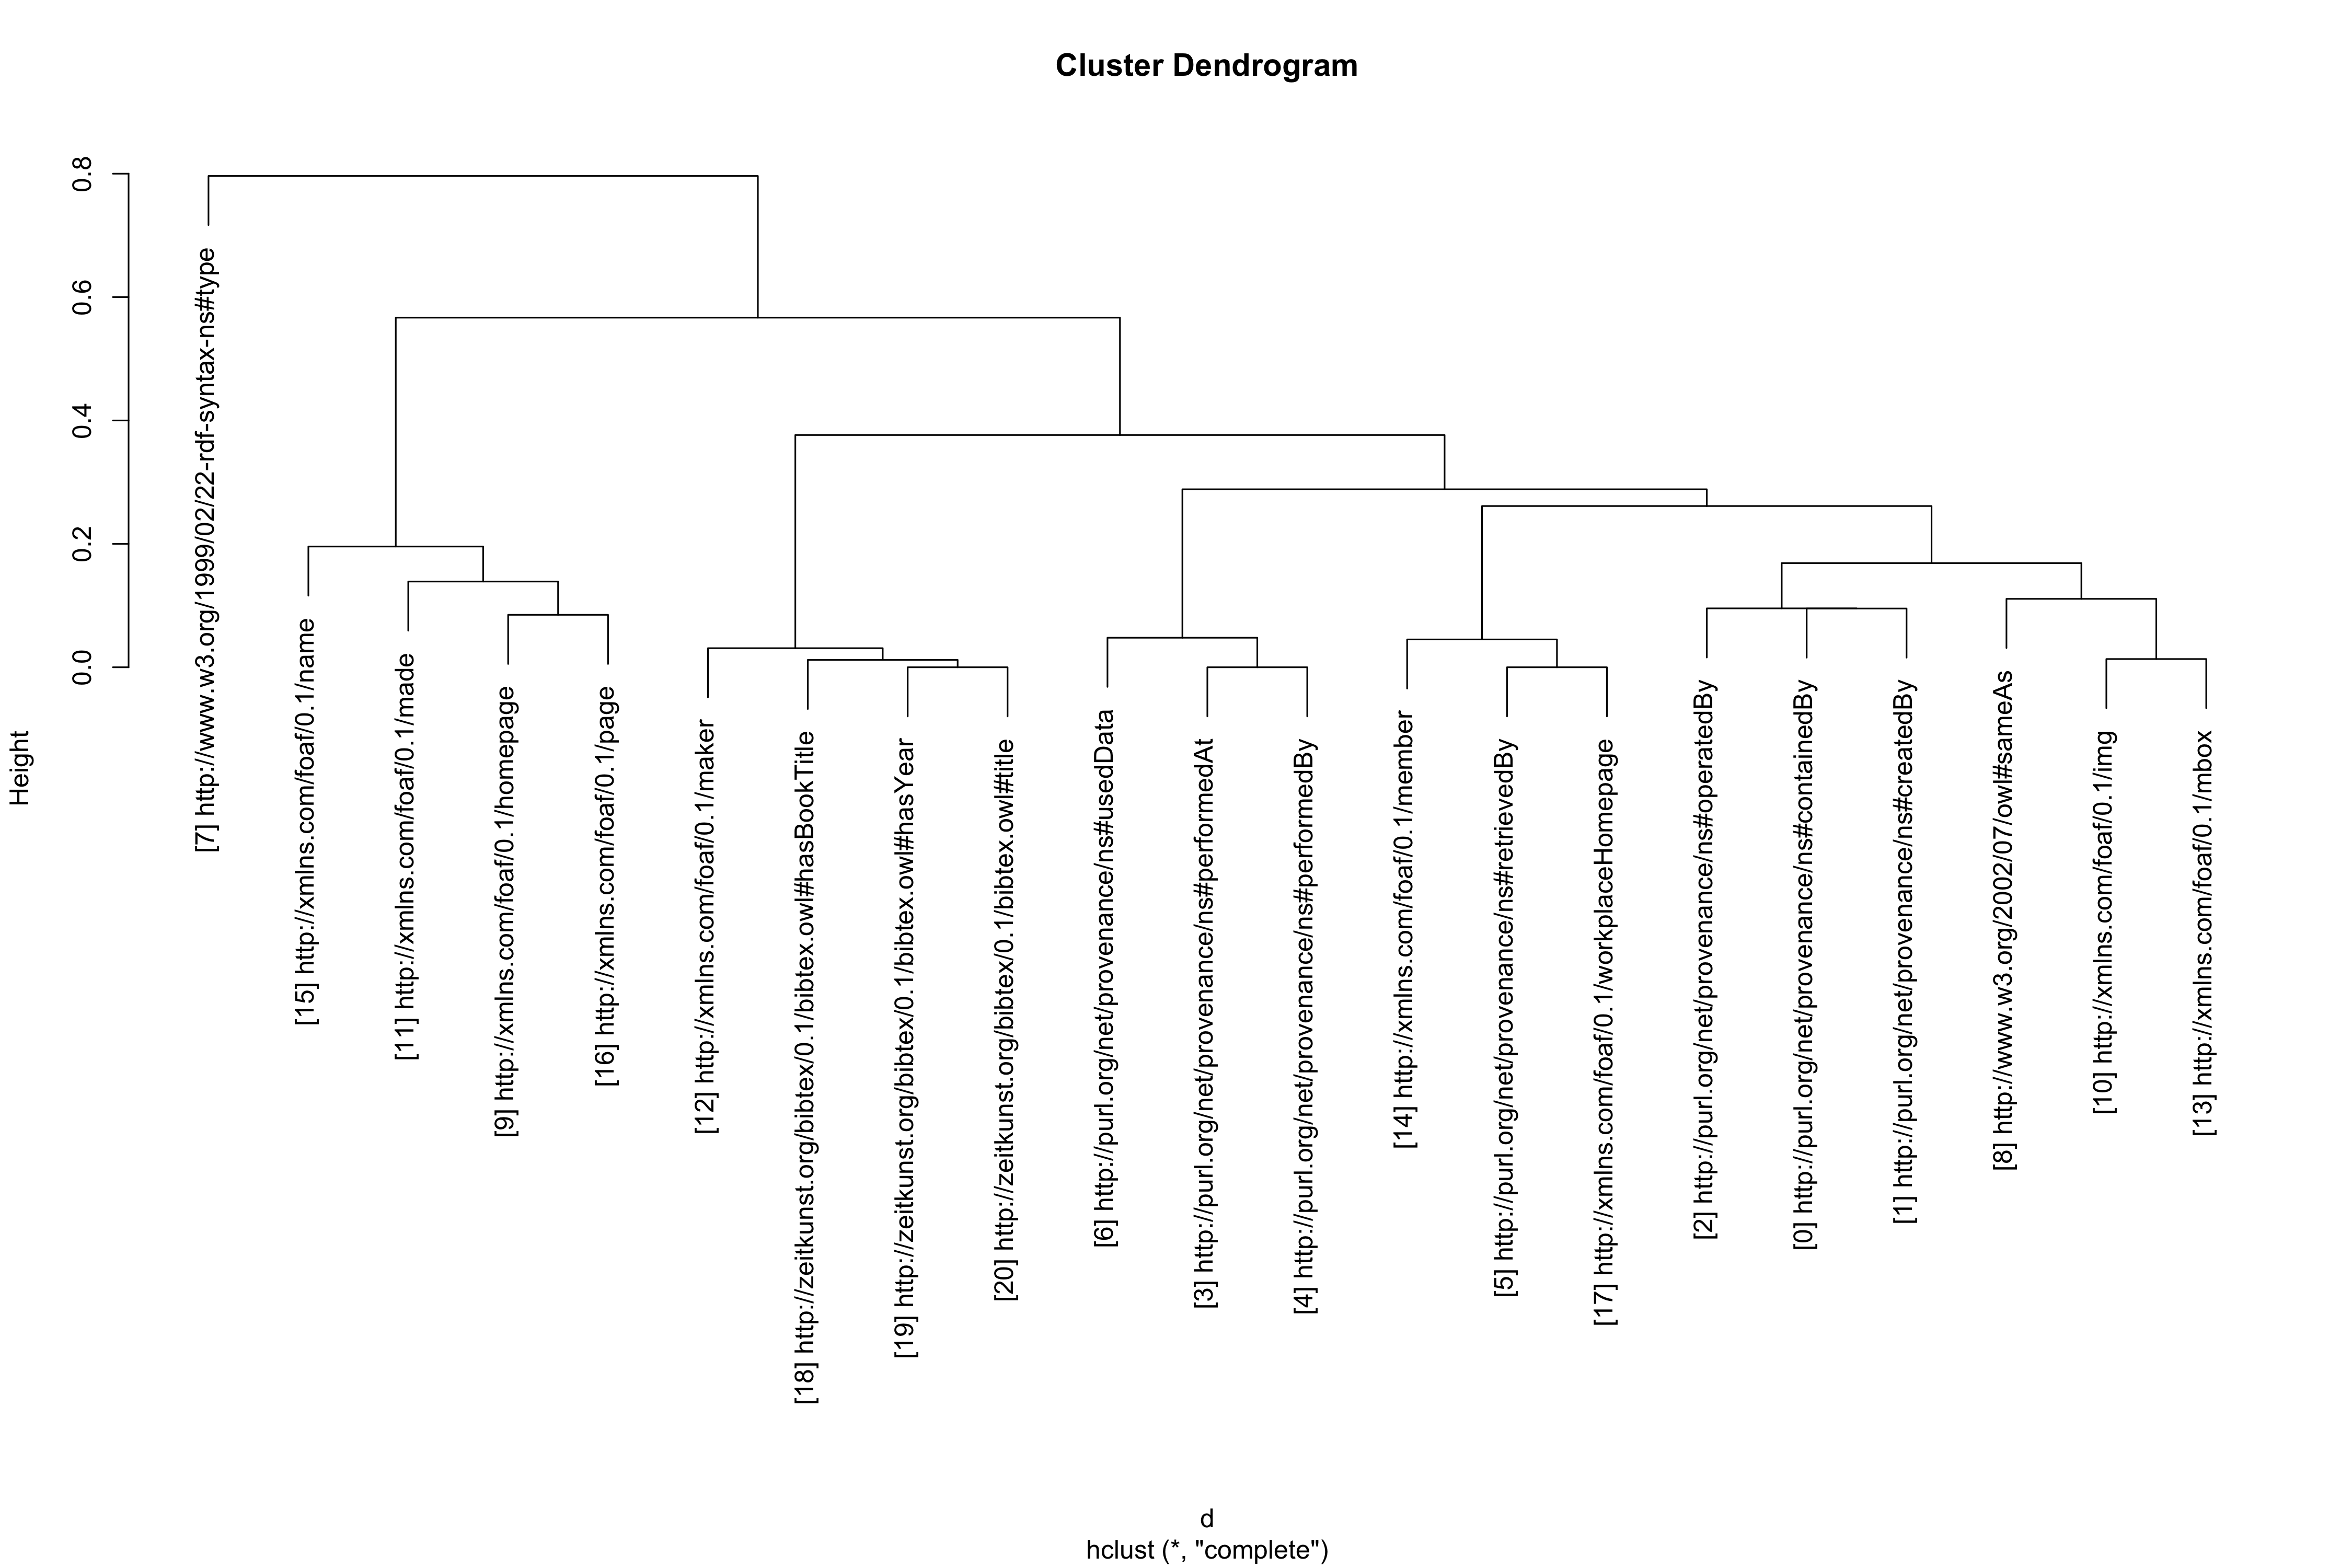 Cluster Dendrogram
Height
0.0
0.2
0.4
0.6
0.8
[7] http://www.w3.org/1999/02/22-rdf-syntax-ns#type
[15] http://xmlns.com/foaf/0.1/name
[11] http://xmlns.com/foaf/0.1/made
[9] http://xmlns.com/foaf/0.1/homepage
[16] http://xmlns.com/foaf/0.1/page
[12] http://xmlns.com/foaf/0.1/maker
[18] http://zeitkunst.org/bibtex/0.1/bibtex.owl#hasBookTitle
[19] http://zeitkunst.org/bibtex/0.1/bibtex.owl#hasYear
[20] http://zeitkunst.org/bibtex/0.1/bibtex.owl#title
[6] http://purl.org/net/provenance/ns#usedData
[3] http://purl.org/net/provenance/ns#performedAt
[4] http://purl.org/net/provenance/ns#performedBy
[14] http://xmlns.com/foaf/0.1/member
[5] http://purl.org/net/provenance/ns#retrievedBy
[17] http://xmlns.com/foaf/0.1/workplaceHomepage
[2] http://purl.org/net/provenance/ns#operatedBy
[0] http://purl.org/net/provenance/ns#containedBy
[1] http://purl.org/net/provenance/ns#createdBy
[8] http://www.w3.org/2002/07/owl#sameAs
[10] http://xmlns.com/foaf/0.1/img
[13] http://xmlns.com/foaf/0.1/mbox
d
hclust (*, "complete")